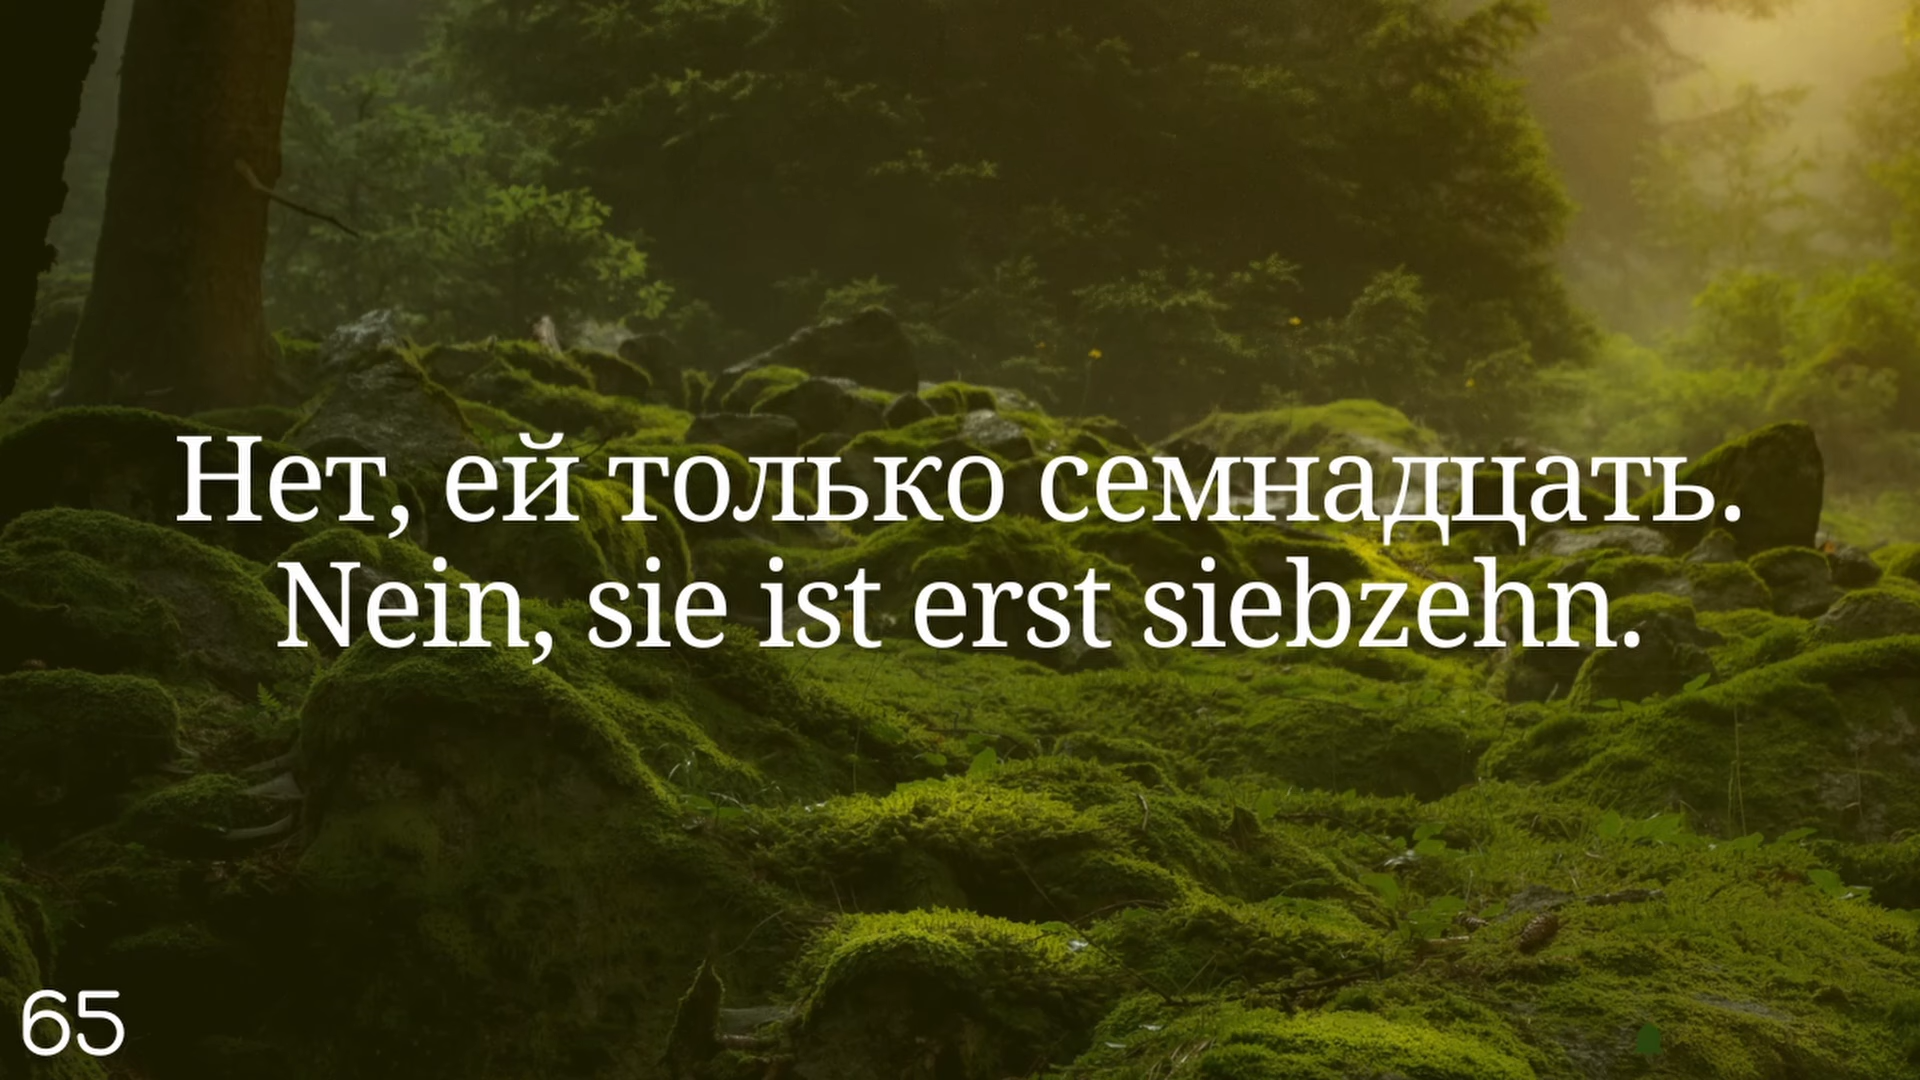 Нет, ей только семнадцать.
Nein, sie ist erst siebzehn.
65